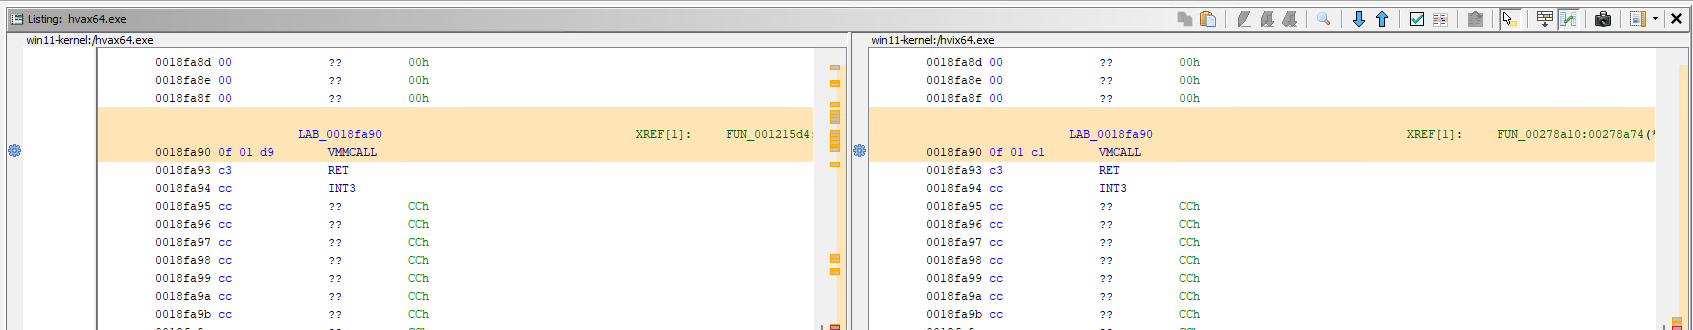 Listing: hvax64.exe
win11-kernel:/hvax64.exe
0018fa8d 00 ?? 00h
0018fa8e 00 ?? 00h
0018fa8f 00 ?? 00h
LAB_0018fa90 XREF[1]: FUN_001215d4:
0018fa90 0f 01 d9 VMMCALL
0018fa93 c3 RET
0018fa94 cc INT3
0018fa95 cc ?? CCh
0018fa96 cc ?? CCh
0018fa97 cc ?? CCh
0018fa98 cc ?? CCh
0018fa99 cc ?? CCh
0018fa9a cc ?? CCh
0018fa9b cc ?? CCh
win11-kernel:/hvix64.exe
0018fa8d 00 ?? 00h
0018fa8e 00 ?? 00h
0018fa8f 00 ?? 00h
LAB_0018fa90 XREF[1]: FUN_00278a10:00278a74(*
0018fa90 0f 01 c1 VMCALL
0018fa93 c3 RET
0018fa94 cc INT3
0018fa95 cc ?? CCh
0018fa96 cc ?? CCh
0018fa97 cc ?? CCh
0018fa98 cc ?? CCh
0018fa99 cc ?? CCh
0018fa9a cc ?? CCh
0018fa9b cc ?? CCh